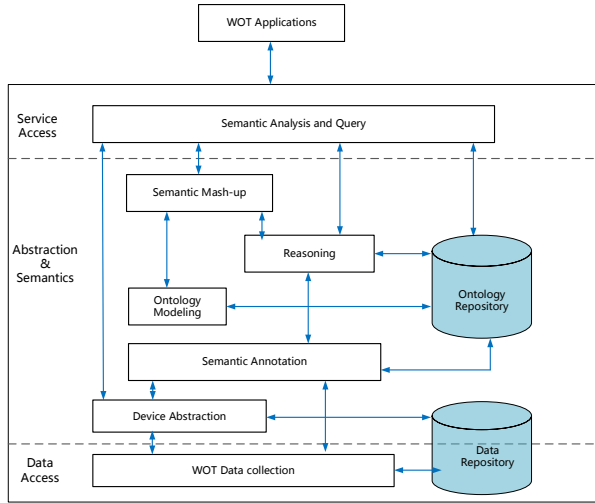 WOT Applications
Service
Access
Semantic Analysis and Query
Semantic Mash-up
Abstraction
&
Semantics
Reasoning
Ontology
Modeling
Ontology
Repository
Semantic Annotation
Device Abstraction
Data
Access
WOT Data collection
Data
Repository